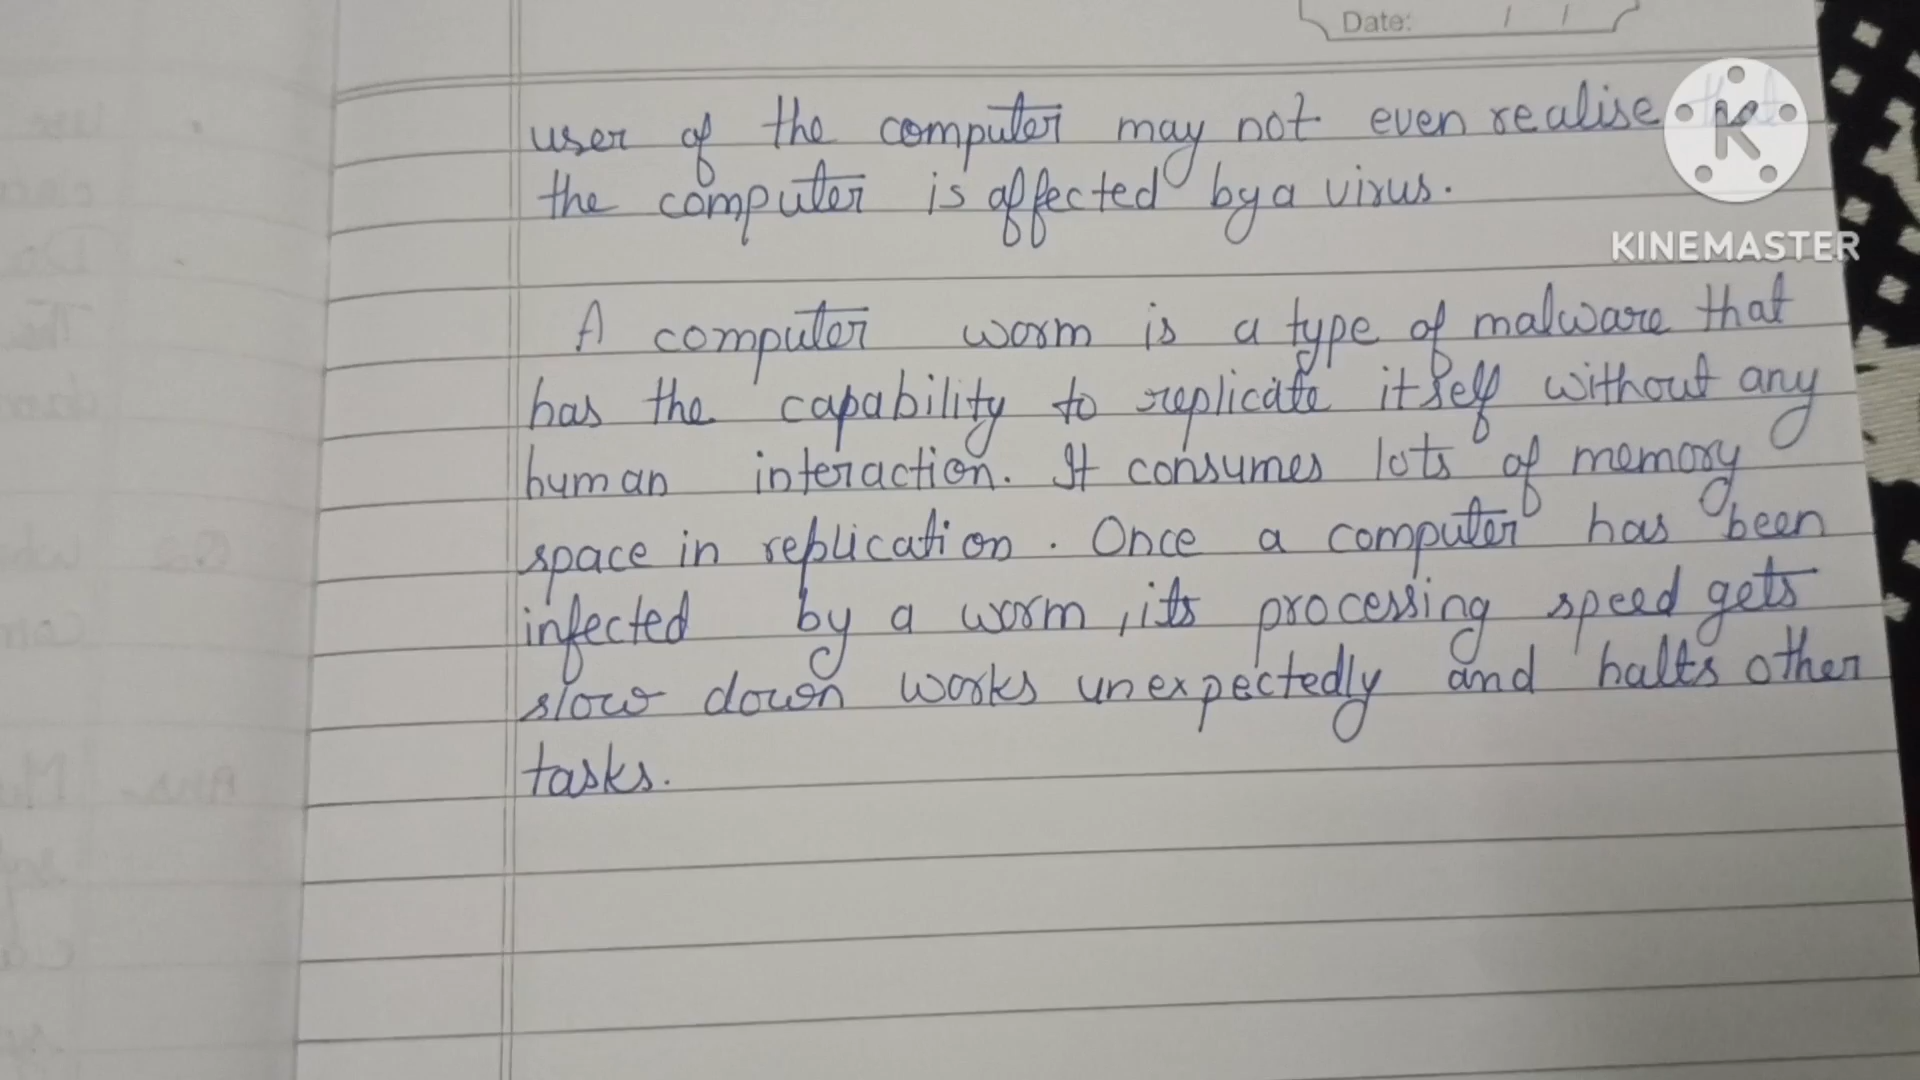 Date: / /
user of the computer may not even realise that
the computer is affected by a virus.
KINEMASTER
A computer worm is a type of malware that
has the capability to replicate itself without any
human interaction. It consumes lots of memory
space in replication. Once a computer has been
infected by a worm, its processing speed gets
slow down works unexpectedly and halts other
tasks.